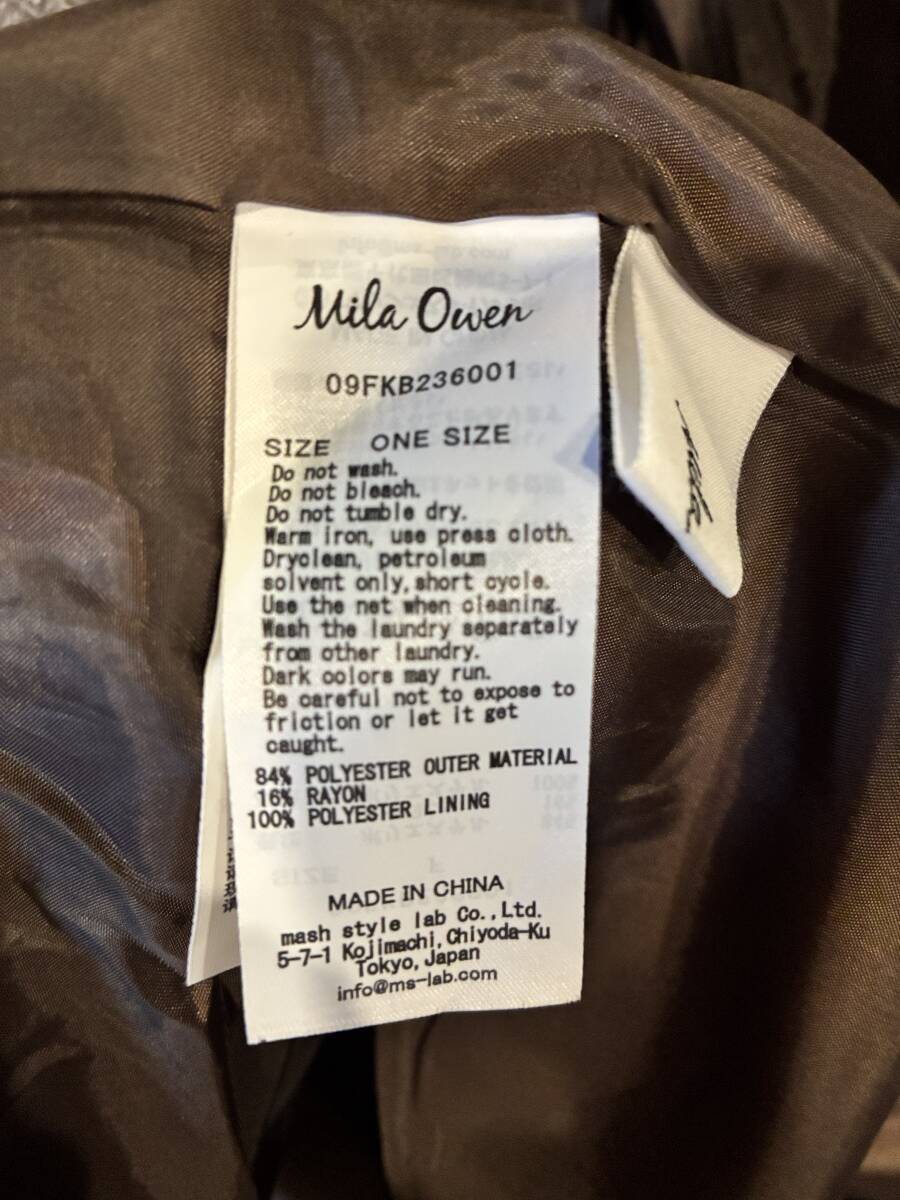 Mila Owen
09FKB236001
SIZE ONE SIZE
Do not wash.
Do not bleach.
Do not tumble dry.
Warm iron, use press cloth.
Dryclean, petroleum
solvent only,short cycle.
Use the net when cleaning.
Wash the laundry separately
from other laundry.
Dark colors may run.
Be careful not to expose to
friction or let it get
caught.
84% POLYESTER OUTER MATERIAL
16% RAYON
100% POLYESTER LINING
MADE IN CHINA
mash style lab Co.,Ltd.
5-7-1 Kojimachi,Chiyoda-Ku
Tokyo,Japan
info@ms-lab.com